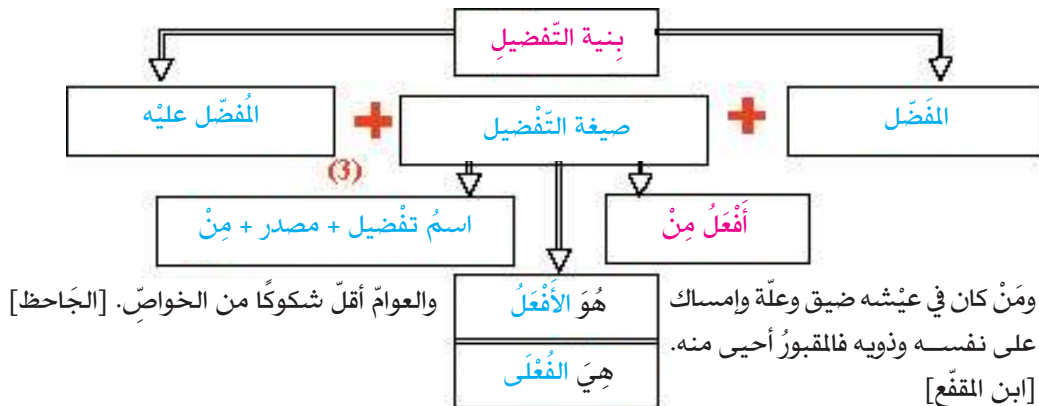 بِنية التّفضيلِ
المَفَضّل
صيغة التّفْضيل
المُفضّل عليْه
(3)
أَفْعَلُ مِنْ
اسمُ تفْضيل + مصدر + مِنْ
هُوَ الأَفْعَلُ
هِيَ الفُعْلَى
ومَنْ كان في عيْشه ضيق وعلّة وإمساك
على نفســه وذويه فالمقبورُ أحيى منه.
[ابن المقفّع]
والعوامّ أقلّ شكوكًا من الخواصِّ. [الجَاحظ]